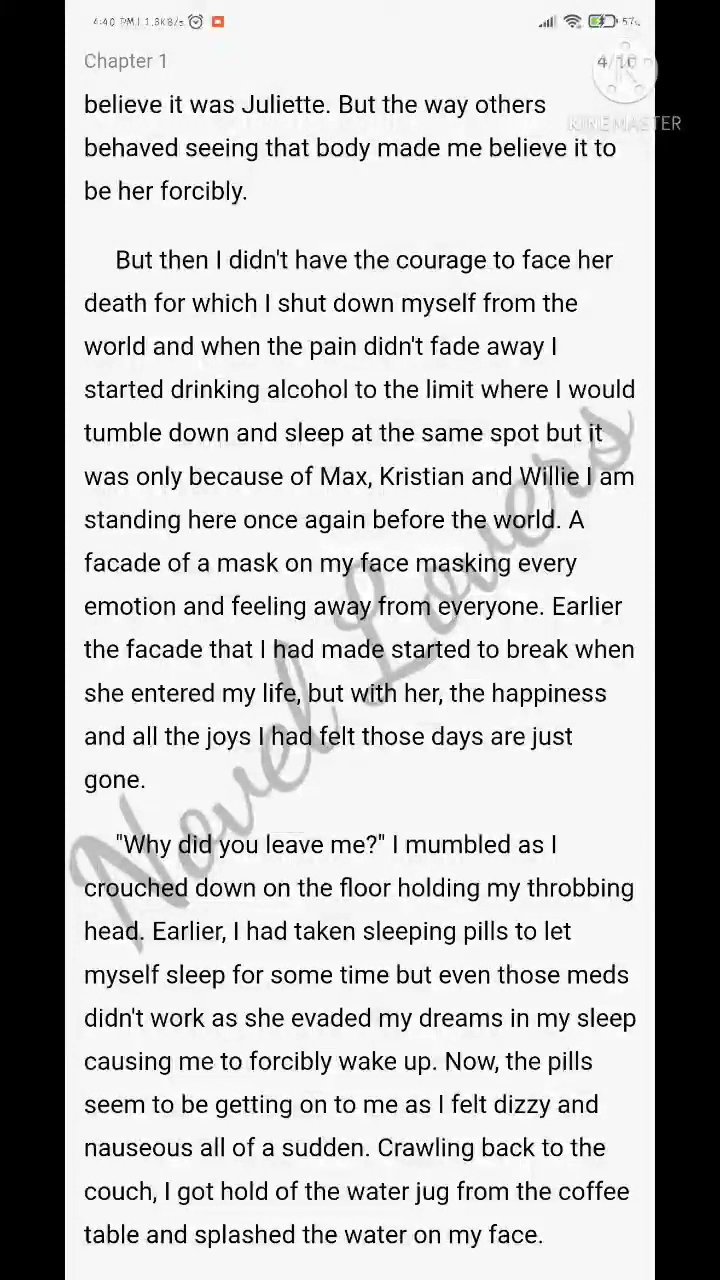 4:40 PM | 1.8KB/s
57
Chapter 1
4/10
KINEMASTER
believe it was Juliette. But the way others
behaved seeing that body made me believe it to
be her forcibly.
But then I didn't have the courage to face her
death for which I shut down myself from the
world and when the pain didn't fade away I
started drinking alcohol to the limit where I would
tumble down and sleep at the same spot but it
was only because of Max, Kristian and Willie I am
standing here once again before the world. A
facade of a mask on my face masking every
emotion and feeling away from everyone. Earlier
the facade that I had made started to break when
she entered my life, but with her, the happiness
and all the joys I had felt those days are just
gone.
"Why did you leave me?" I mumbled as I
crouched down on the floor holding my throbbing
head. Earlier, I had taken sleeping pills to let
myself sleep for some time but even those meds
didn't work as she evaded my dreams in my sleep
causing me to forcibly wake up. Now, the pills
seem to be getting on to me as I felt dizzy and
nauseous all of a sudden. Crawling back to the
couch, I got hold of the water jug from the coffee
table and splashed the water on my face.
Novel Lovers